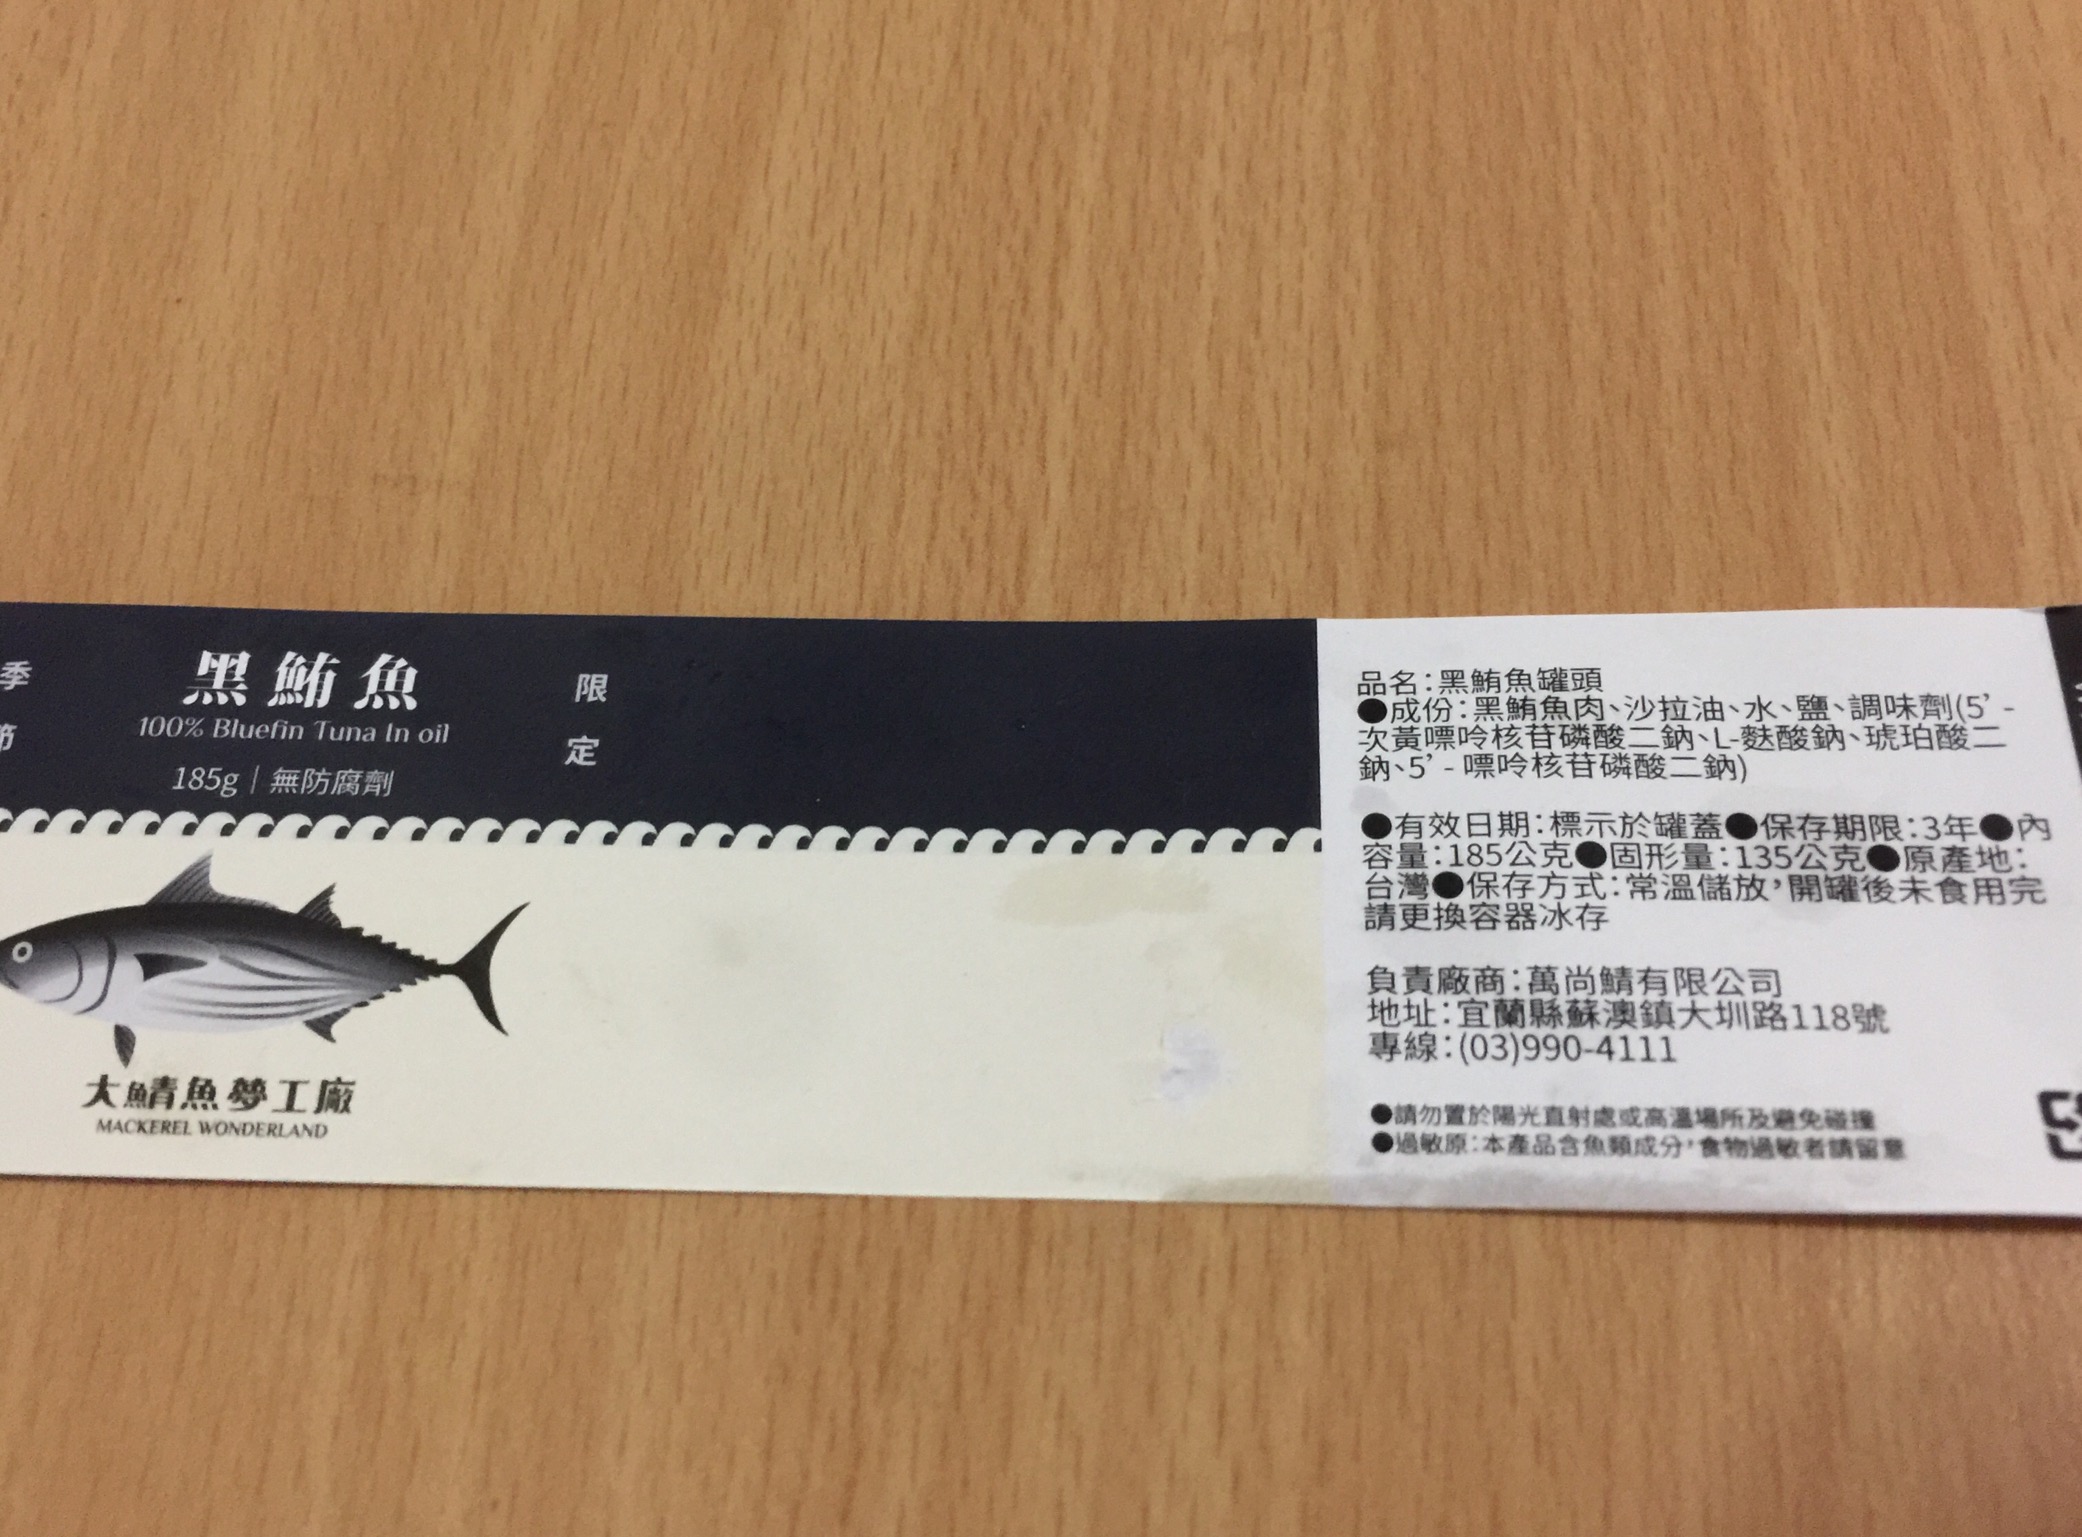 季
節
黑鮪魚
100% Bluefin Tuna In oil
185g｜無防腐劑
限
定
大鯖魚夢工廠
MACKEREL WONDERLAND
品名：黑鮪魚罐頭
●成份：黑鮪魚肉、沙拉油、水、鹽、調味劑(5’-
次黃嘌呤核苷磷酸二鈉、L-麩酸鈉、琥珀酸二
鈉、5’-嘌呤核苷磷酸二鈉)
●有效日期：標示於罐蓋●保存期限：3年●內
容量：185公克●固形量：135公克●原產地：
台灣●保存方式：常溫儲放，開罐後未食用完
請更換容器冰存
負責廠商：萬尚鯖有限公司
地址：宜蘭縣蘇澳鎮大圳路118號
專線：(03)990-4111
●請勿置於陽光直射處或高溫場所及避免碰撞
●過敏原：本產品含魚類成分，食物過敏者請留意